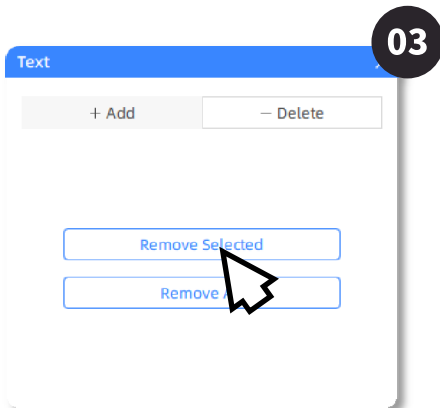 03
Text
+ Add
− Delete
Remove Selected
Remove